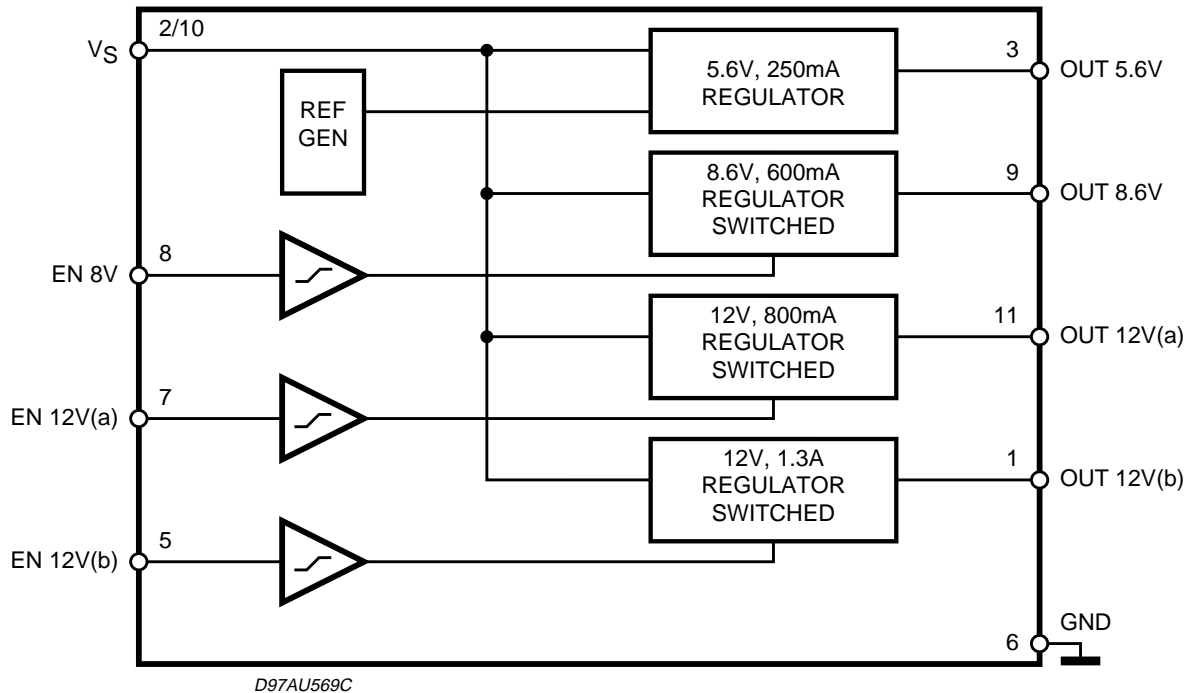 2/10
VS
5.6V, 250mA
REGULATOR
3
OUT 5.6V
REF
GEN
8.6V, 600mA
REGULATOR
SWITCHED
9
OUT 8.6V
8
EN 8V
12V, 800mA
REGULATOR
SWITCHED
11
OUT 12V(a)
7
EN 12V(a)
12V, 1.3A
REGULATOR
SWITCHED
1
OUT 12V(b)
5
EN 12V(b)
6
GND
D97AU569C